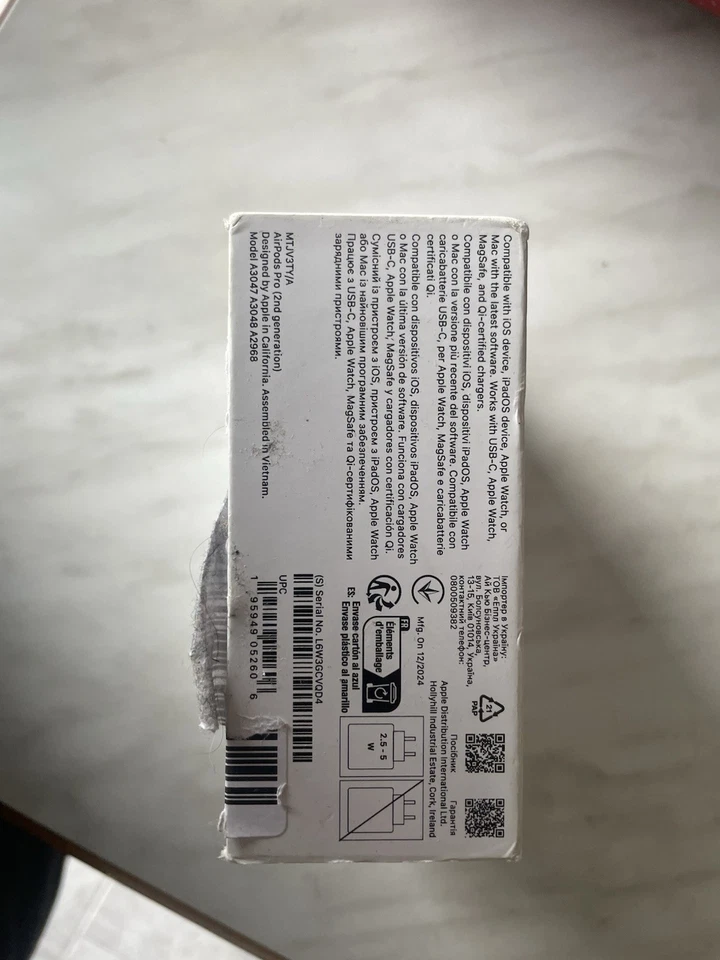 Compatible with iOS device, iPadOS device, Apple Watch, or
Mac with the latest software. Works with USB-C, Apple Watch,
MagSafe, and Qi-certified chargers.
Compatibile con dispositivi iOS, dispositivi iPadOS, Apple Watch
o Mac con la versione più recente del software. Compatibile con
caricabatterie USB-C, per Apple Watch, MagSafe e caricabatterie
certificati Qi.
Compatible con dispositivos iOS, dispositivos iPadOS, Apple Watch
o Mac con la última versión de software. Funciona con cargadores
USB-C, Apple Watch, MagSafe y cargadores con certificación Qi.
Сумісний із пристроєм з iOS, пристроєм з iPadOS, Apple Watch
або Mac із найновішим програмним забезпеченням.
Працює з USB-C, Apple Watch, MagSafe та Qi-сертифікованими
зарядними пристроями.
MTJV3TY/A
AirPods Pro (2nd generation)
Designed by Apple in California. Assembled in Vietnam.
Model A3047 A3048 A2968
Імпортер в Україну:
ТОВ «Еппл Україна»
Ай Кью Бізнес-центр,
вул. Болсуновська,
13-15, Київ 01014, Україна,
контактний телефон:
0800509382
21
PAP
Посібник
Гарантія
Apple Distribution International Ltd.
Hollyhill Industrial Estate, Cork, Ireland
Mfg. On 12/2024
FR
Éléments
d'emballage
ES: Envase cartón al azul
Envase plástico al amarillo
2.5 - 5
W
(S) Serial No. L6W3GCVQD4
UPC
1 95949 05260 6